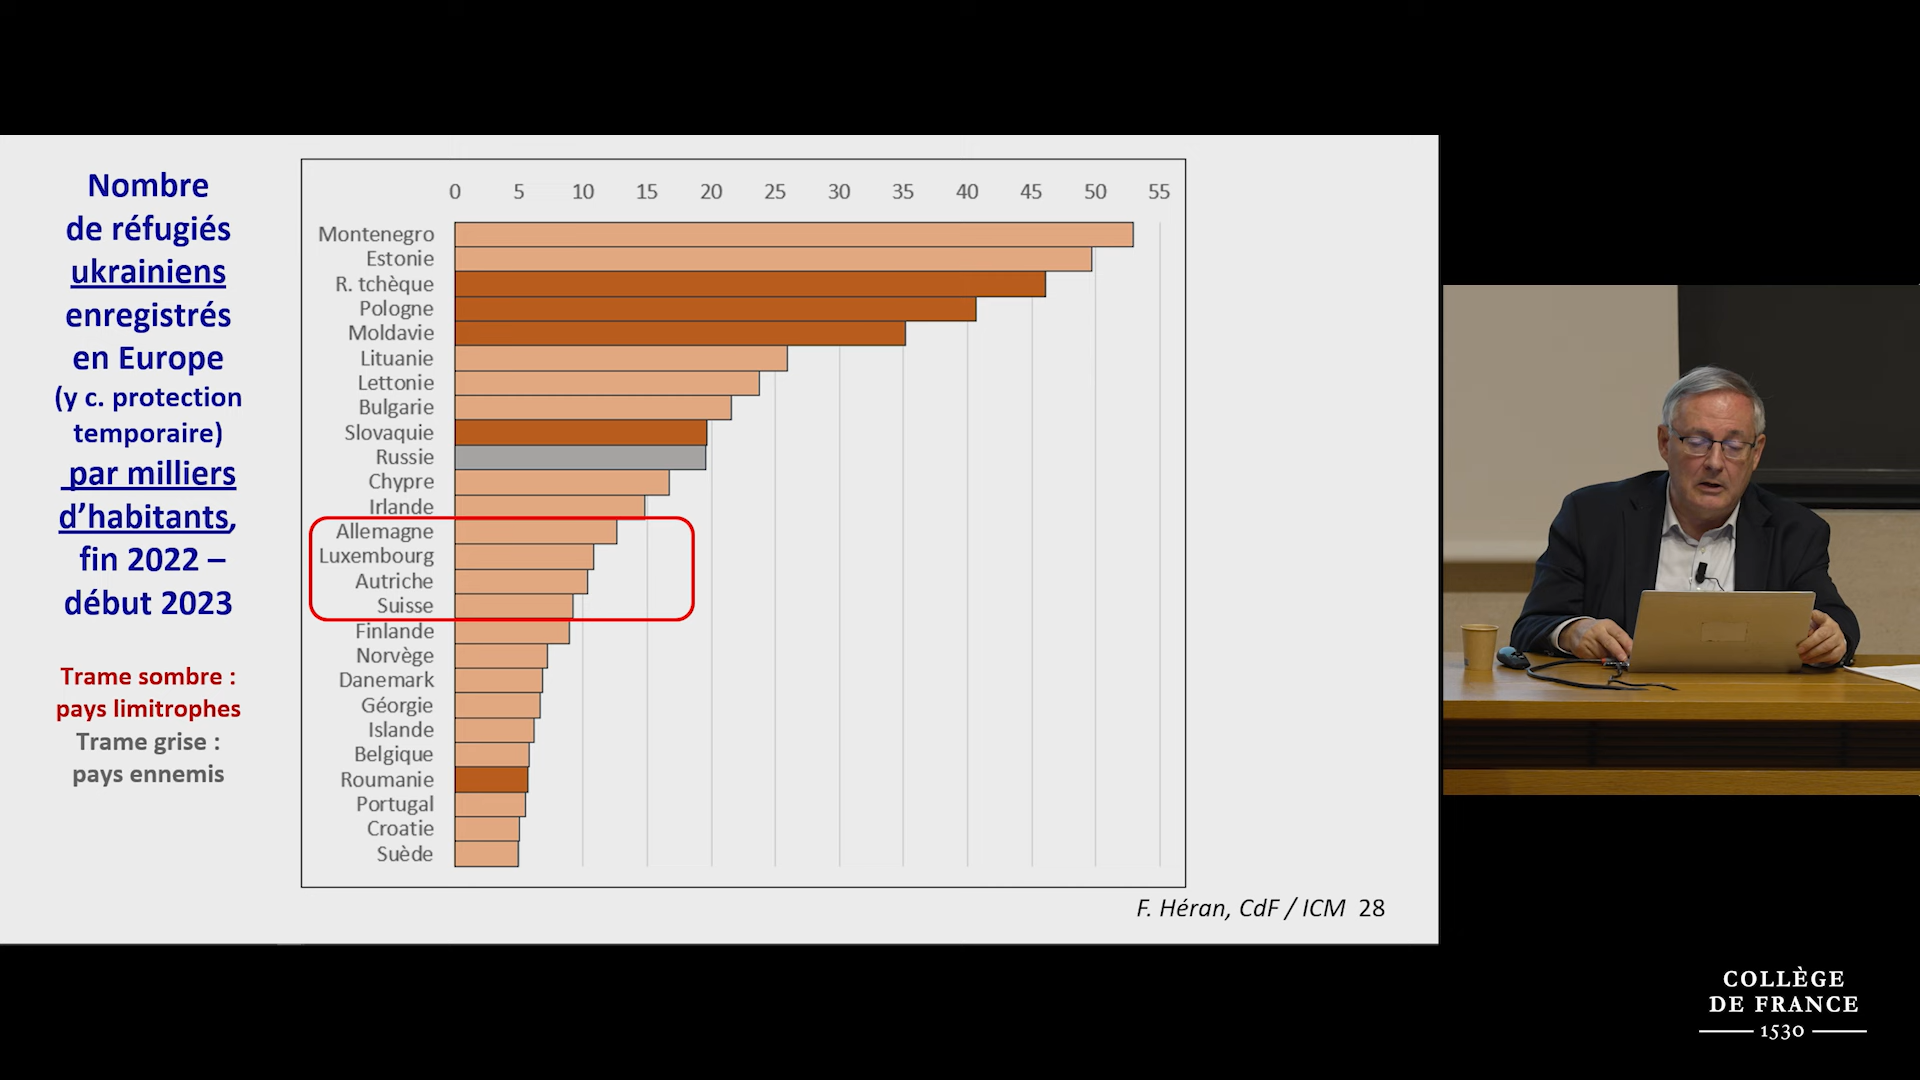 Nombre
de réfugiés
ukrainiens
enregistrés
en Europe
(y c. protection
temporaire)
par milliers
d’habitants,
fin 2022 –
début 2023
Trame sombre :
pays limitrophes
Trame grise :
pays ennemis
0 5 10 15 20 25 30 35 40 45 50 55
Montenegro
Estonie
R. tchèque
Pologne
Moldavie
Lituanie
Lettonie
Bulgarie
Slovaquie
Russie
Chypre
Irlande
Allemagne
Luxembourg
Autriche
Suisse
Finlande
Norvège
Danemark
Géorgie
Islande
Belgique
Roumanie
Portugal
Croatie
Suède
F. Héran, CdF / ICM 28
COLLÈGE
DE FRANCE
1530